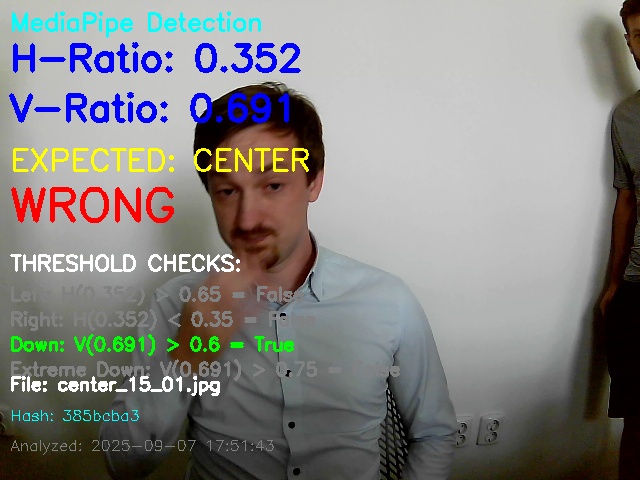 MediaPipe Detection
H-Ratio: 0.352
V-Ratio: 0.691
EXPECTED: CENTER
WRONG
THRESHOLD CHECKS:
Left: H(0.352) > 0.65 = False
Right: H(0.352) < 0.35 =
Down: V(0.691) > 0.6 = True
Extreme Down: V(0.691) > 0.75 = False
File: center_15_01.jpg
Hash: 385bcba3
Analyzed: 2025-09-07 17:51:43